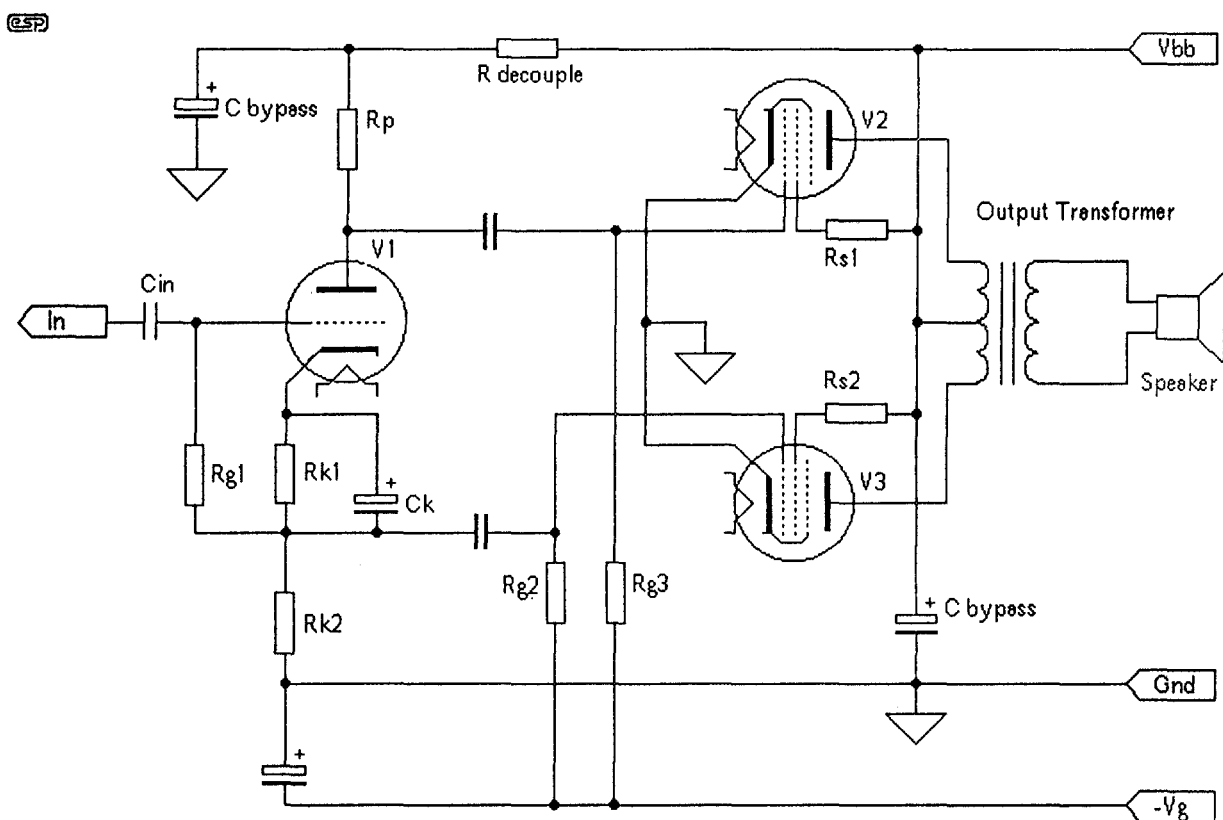 esp
Vbb
R decouple
+
C bypass
Rp
V2
Output Transformer
V1
Rs1
Cin
In
Rs2
Speaker
Rg1
Rk1
+
Ck
V3
Rg2
Rg3
+
C bypass
Rk2
Gnd
+
-Vg